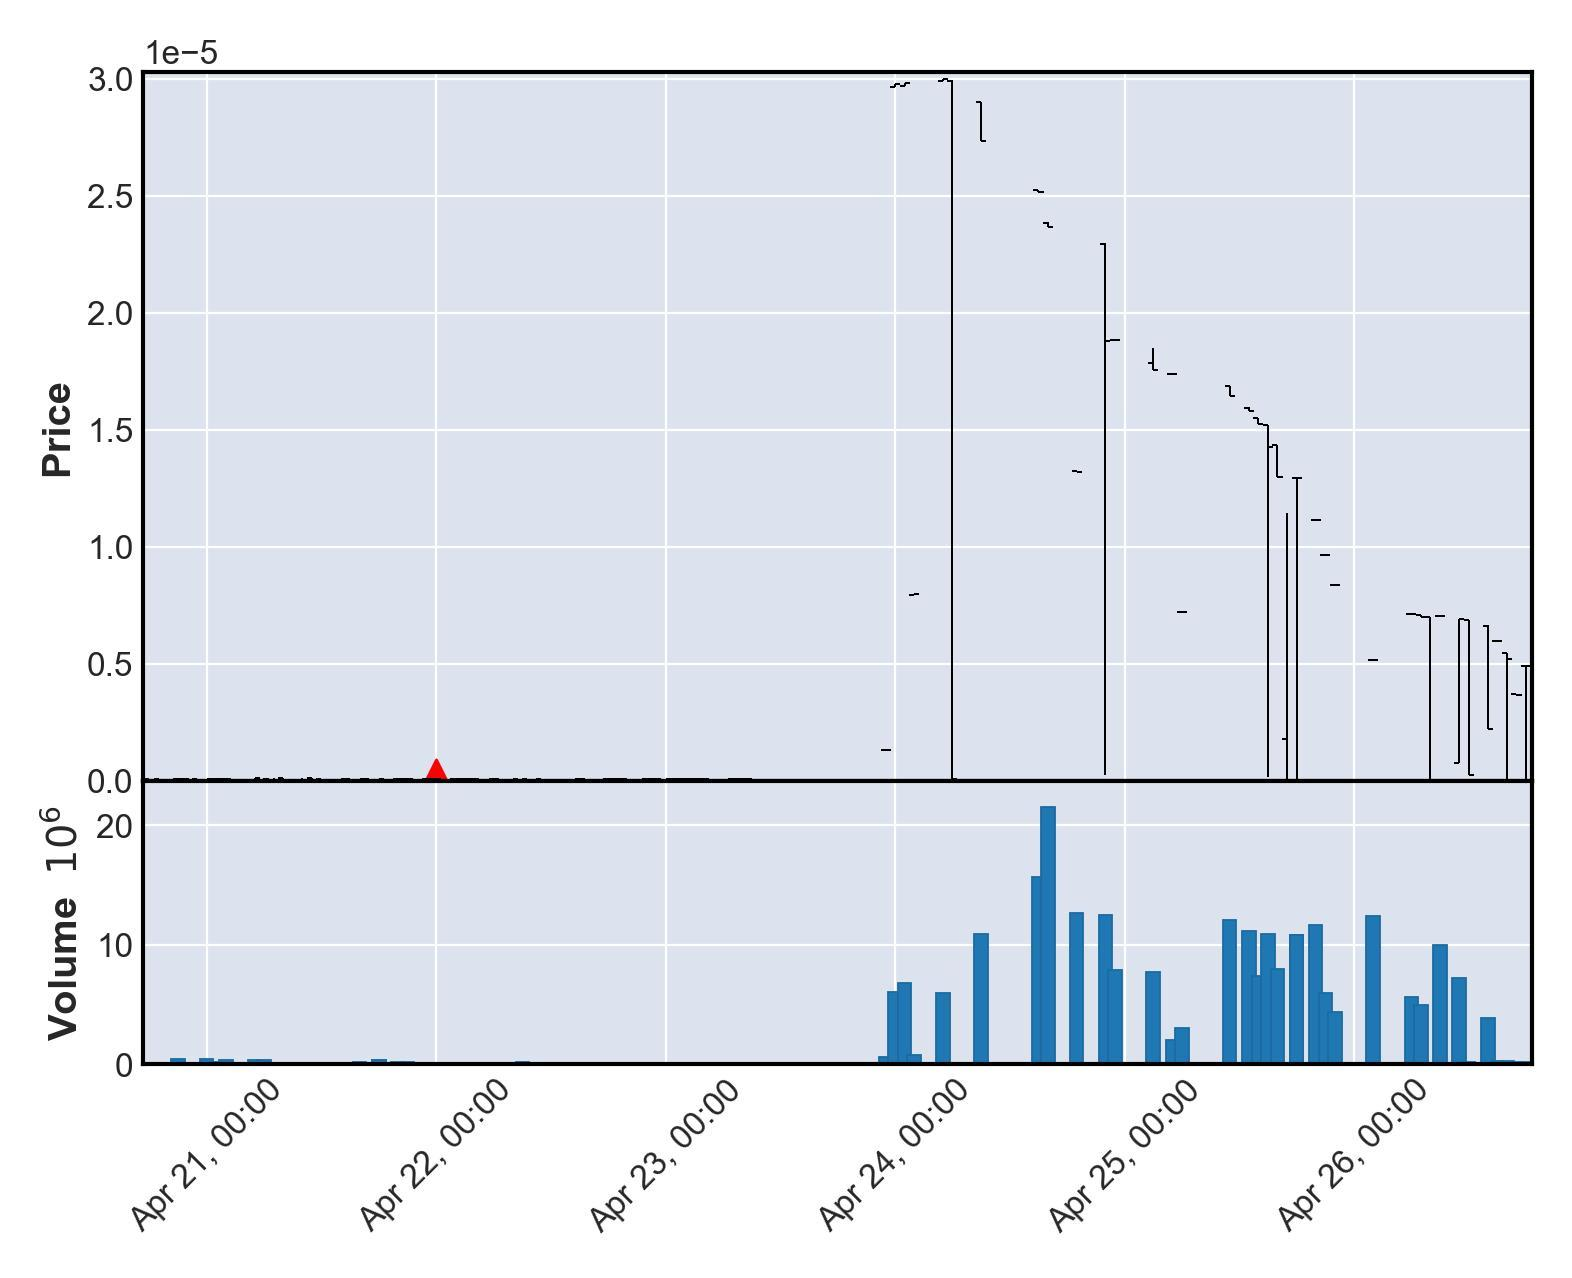 1e−5
3.0
2.5
2.0
1.5
1.0
0.5
0.0
Price
20
10
0
Volume 10⁶
Apr 21, 00:00
Apr 22, 00:00
Apr 23, 00:00
Apr 24, 00:00
Apr 25, 00:00
Apr 26, 00:00